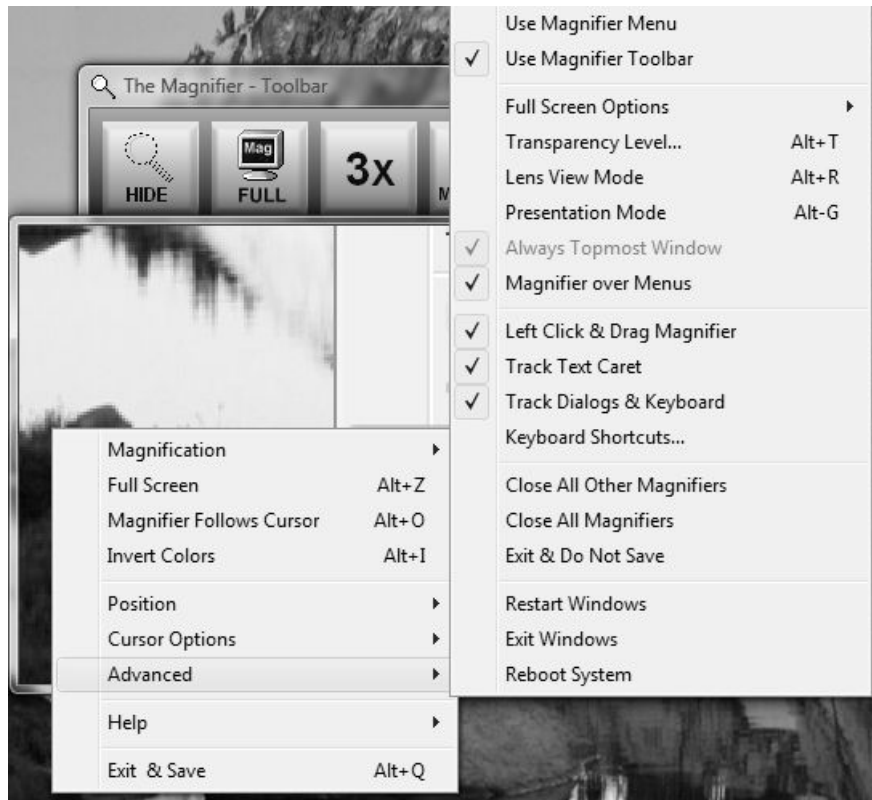 The Magnifier - Toolbar
HIDE
Mag
FULL
3x
M
Use Magnifier Menu
✓ Use Magnifier Toolbar
Full Screen Options
Transparency Level... Alt+T
Lens View Mode Alt+R
Presentation Mode Alt-G
✓ Always Topmost Window
✓ Magnifier over Menus
✓ Left Click & Drag Magnifier
✓ Track Text Caret
✓ Track Dialogs & Keyboard
Keyboard Shortcuts...
Close All Other Magnifiers
Close All Magnifiers
Exit & Do Not Save
Restart Windows
Exit Windows
Reboot System
Magnification
Full Screen Alt+Z
Magnifier Follows Cursor Alt+O
Invert Colors Alt+I
Position
Cursor Options
Advanced
Help
Exit & Save Alt+Q